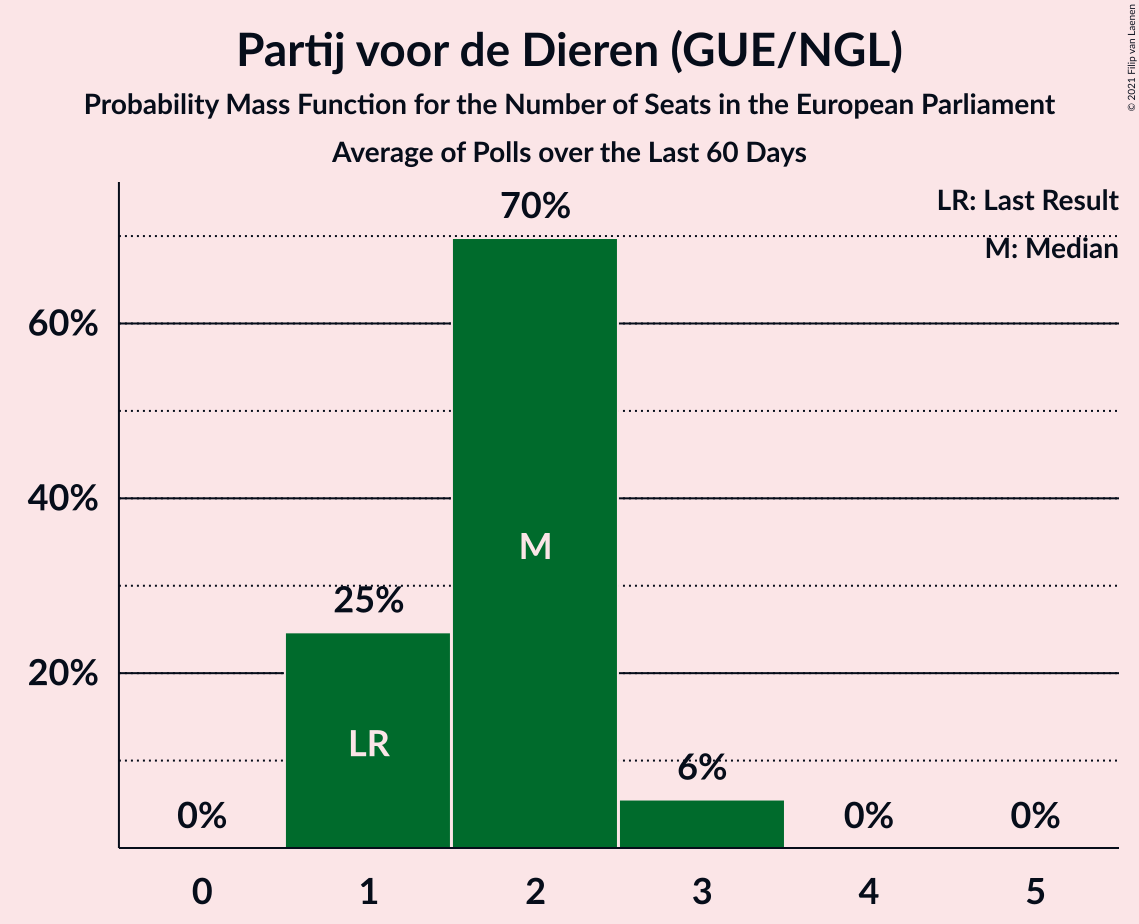 Partij voor de Dieren (GUE/NGL)
Probability Mass Function for the Number of Seats in the European Parliament
Average of Polls over the Last 60 Days
© 2021 Filip van Laenen
LR: Last Result
M: Median
70%
60%
40%
M
25%
20%
LR
6%
0%
0%
0%
0 1 2 3 4 5